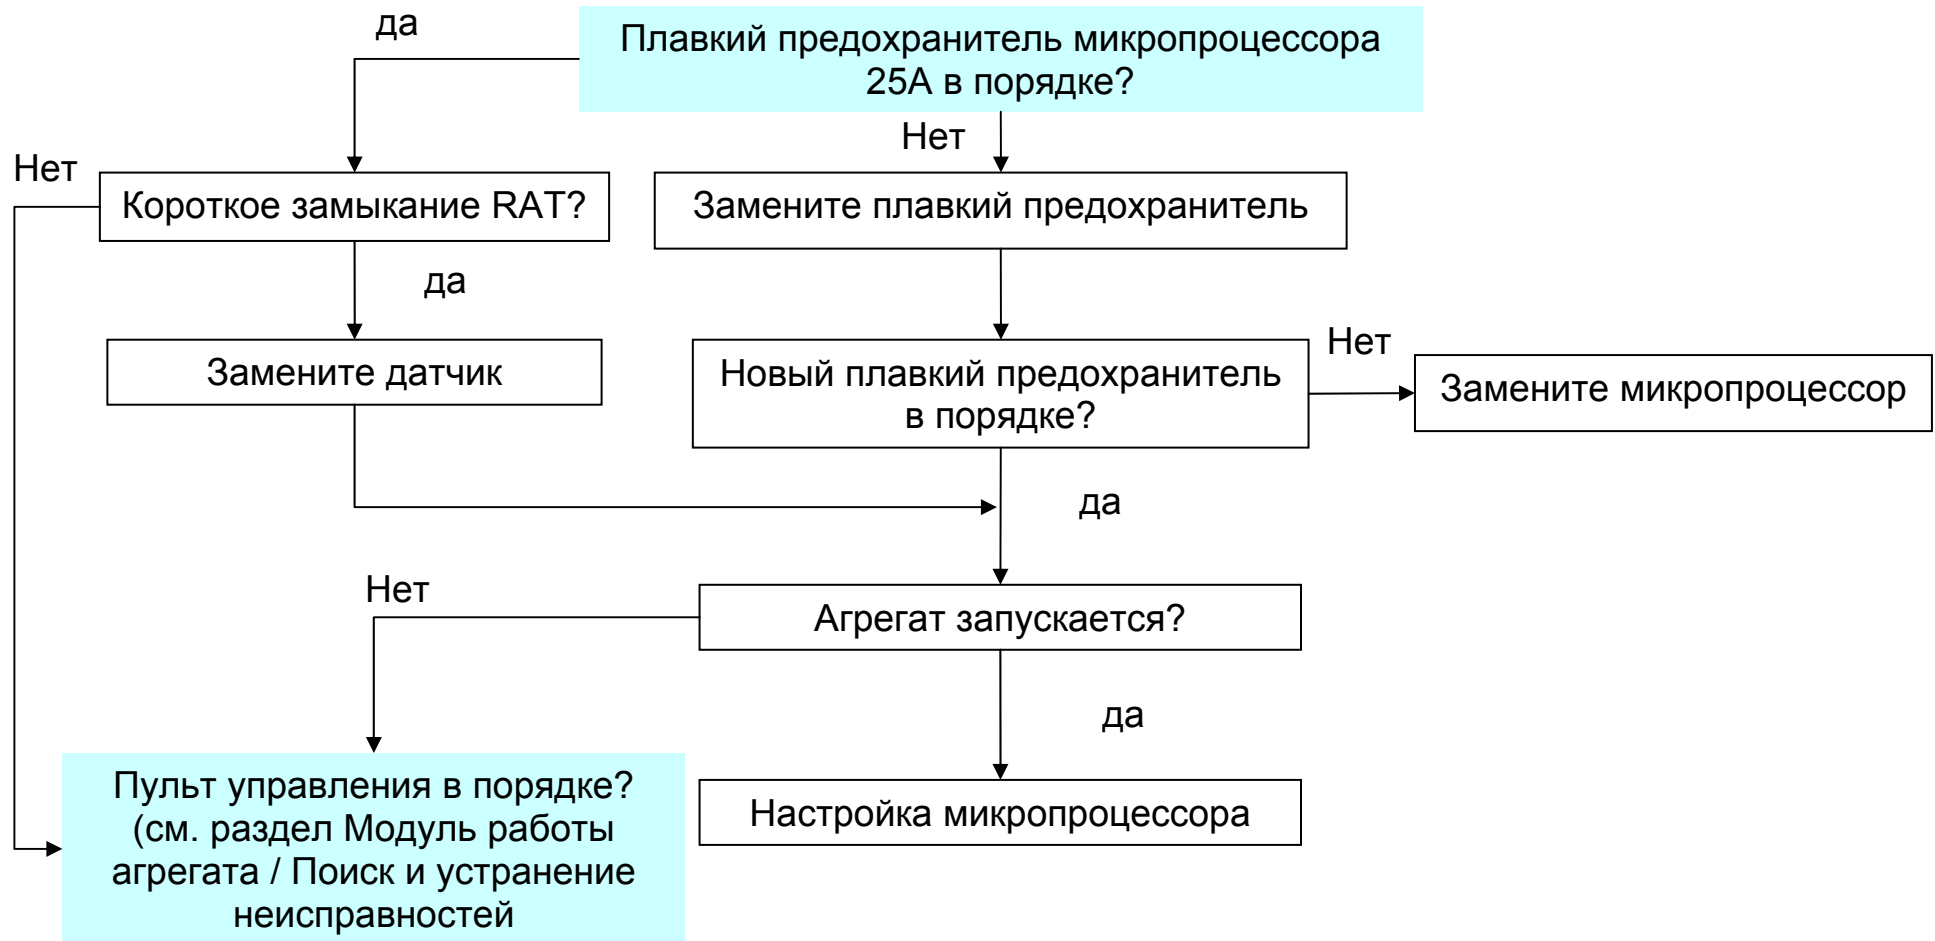 да
Плавкий предохранитель микропроцессора
25А в порядке?
Нет
Нет
Короткое замыкание RAT?
Замените плавкий предохранитель
да
Замените датчик
Новый плавкий предохранитель
в порядке?
Нет
Замените микропроцессор
да
Нет
Агрегат запускается?
да
Пульт управления в порядке?
(см. раздел Модуль работы
агрегата / Поиск и устранение
неисправностей
Настройка микропроцессора